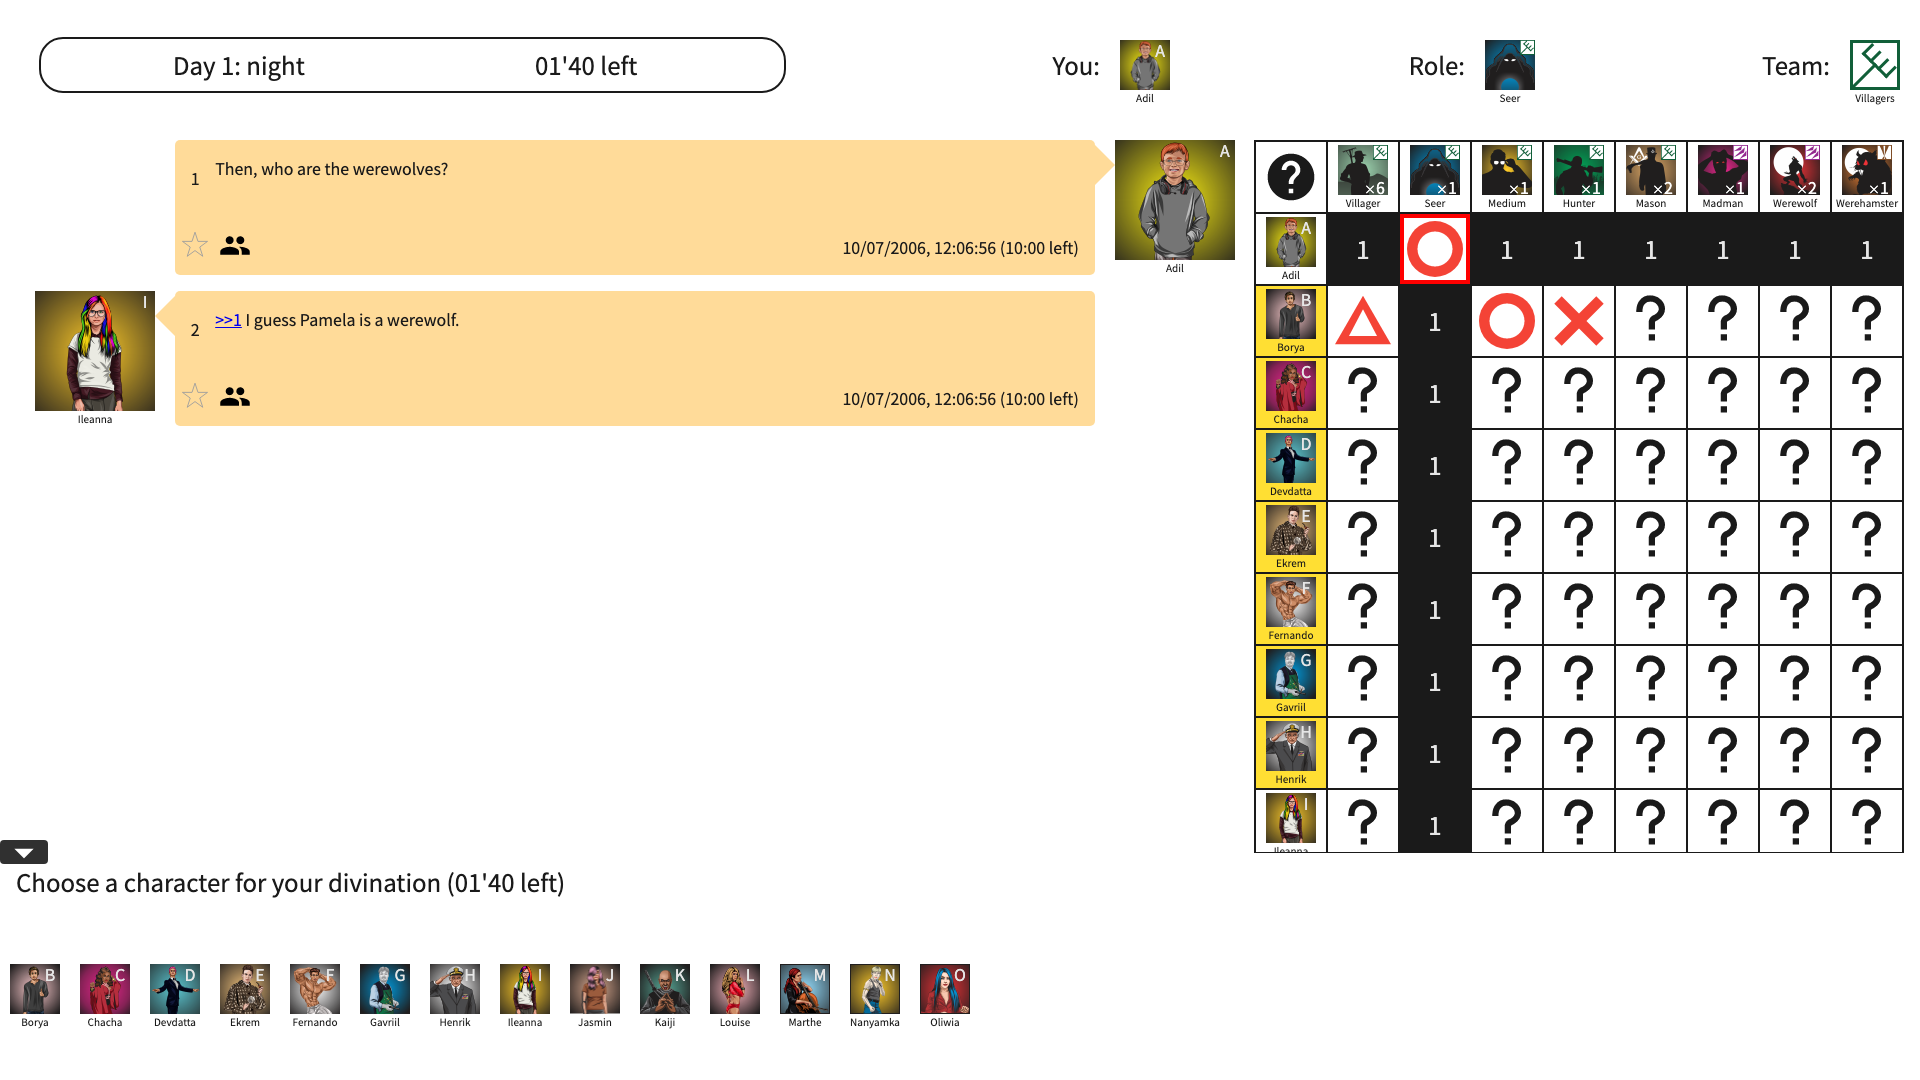 Day 1: night 01'40 left
You: A Adil
Role: Seer
Team: Villagers
1 Then, who are the werewolves?
10/07/2006, 12:06:56 (10:00 left)
A
Adil
I
Ileanna
2 >>1 I guess Pamela is a werewolf.
10/07/2006, 12:06:56 (10:00 left)
? ×6 ×1 ×1 ×1 ×2 ×1 ×2 ×1
Villager Seer Medium Hunter Mason Madman Werewolf Werehamster
A Adil 1 1 1 1 1 1 1
B Borya 1 ? ? ? ?
C Chacha ? 1 ? ? ? ? ? ?
D Devdatta ? 1 ? ? ? ? ? ?
E Ekrem ? 1 ? ? ? ? ? ?
F Fernando ? 1 ? ? ? ? ? ?
G Gavriil ? 1 ? ? ? ? ? ?
H Henrik ? 1 ? ? ? ? ? ?
I Ileanna ? 1 ? ? ? ? ? ?
Choose a character for your divination (01'40 left)
B C D E F G H I J K L M N O
Borya Chacha Devdatta Ekrem Fernando Gavriil Henrik Ileanna Jasmin Kaiji Louise Marthe Nanyamka Oliwia